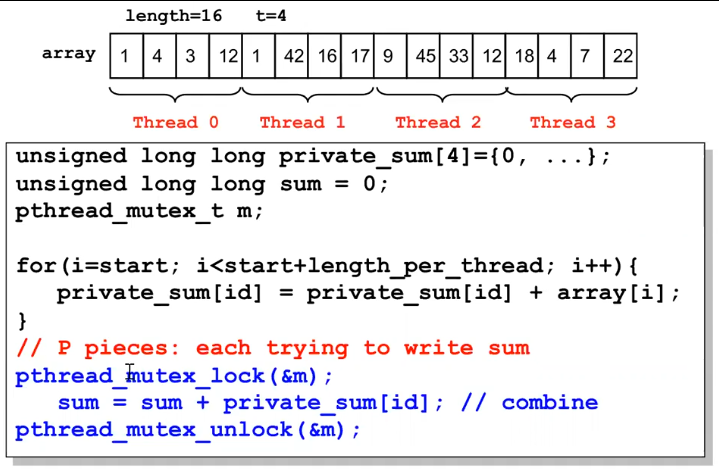 length=16 t=4
array 1 4 3 12 1 42 16 17 9 45 33 12 18 4 7 22
Thread 0 Thread 1 Thread 2 Thread 3
unsigned long long private_sum[4]={0, ...};
unsigned long long sum = 0;
pthread_mutex_t m;
for(i=start; i<start+length_per_thread; i++){
private_sum[id] = private_sum[id] + array[i];
}
// P pieces: each trying to write sum
pthread_mutex_lock(&m);
sum = sum + private_sum[id]; // combine
pthread_mutex_unlock(&m);